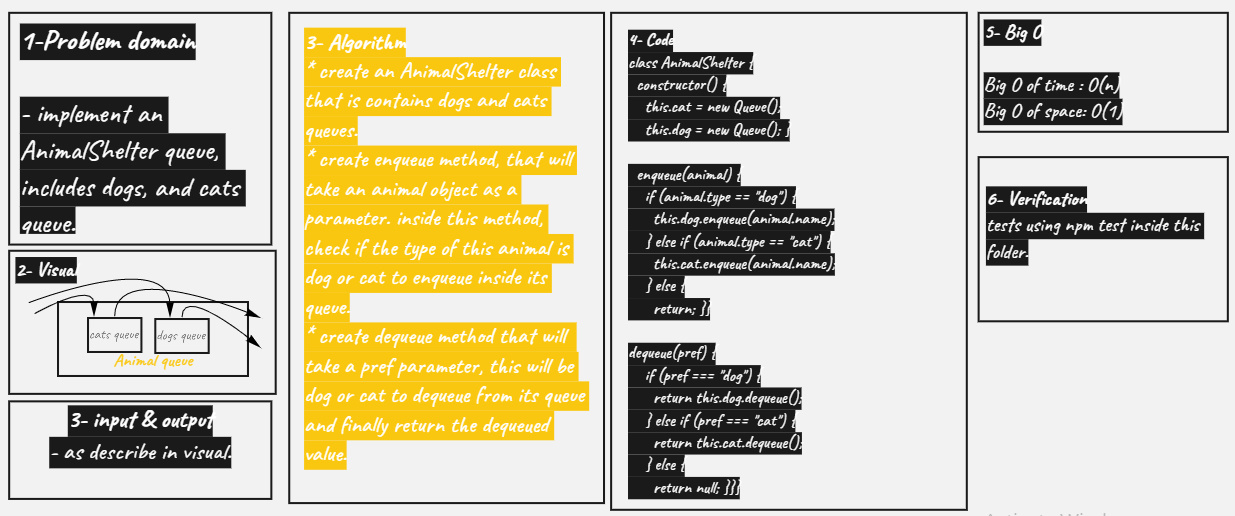 1-Problem domain
- implement an
AnimalShelter queue,
includes dogs, and cats
queue.
2- Visual
cats queue
dogs queue
Animal queue
3- input & output
- as describe in visual.
3- Algorithm
* create an AnimalShelter class
that is contains dogs and cats
queues.
* create enqueue method, that will
take an animal object as a
parameter. inside this method,
check if the type of this animal is
dog or cat to enqueue inside its
queue.
* create dequeue method that will
take a pref parameter, this will be
dog or cat to dequeue from its queue
and finally return the dequeued
value.
4- Code
class AnimalShelter {
constructor() {
this.cat = new Queue();
this.dog = new Queue(); }
enqueue(animal) {
if (animal.type == "dog") {
this.dog.enqueue(animal.name);
} else if (animal.type == "cat") {
this.cat.enqueue(animal.name);
} else {
return; }}
dequeue(pref) {
if (pref === "dog") {
return this.dog.dequeue();
} else if (pref === "cat") {
return this.cat.dequeue();
} else {
return null; }}}
5- Big O
Big O of time : O(n)
Big O of space: O(1)
6- Verification
tests using npm test inside this
folder.